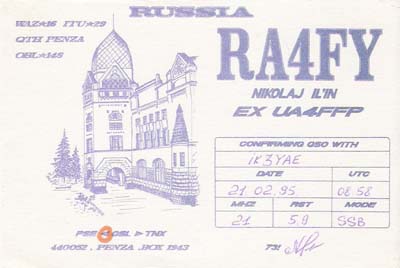 RUSSIA
WAZ★16 ITU★29
QTH PENZA
OBL★148
RA4FY
NIKOLAJ IL'IN
EX UA4FFP
CONFIRMING QSO WITH
IK3YAE
DATE UTC
21.02.95 08.58
MHZ RST MODE
21 5.9 SSB
PSE QSL TNX
440052. PENZA .BOX 1943
73!